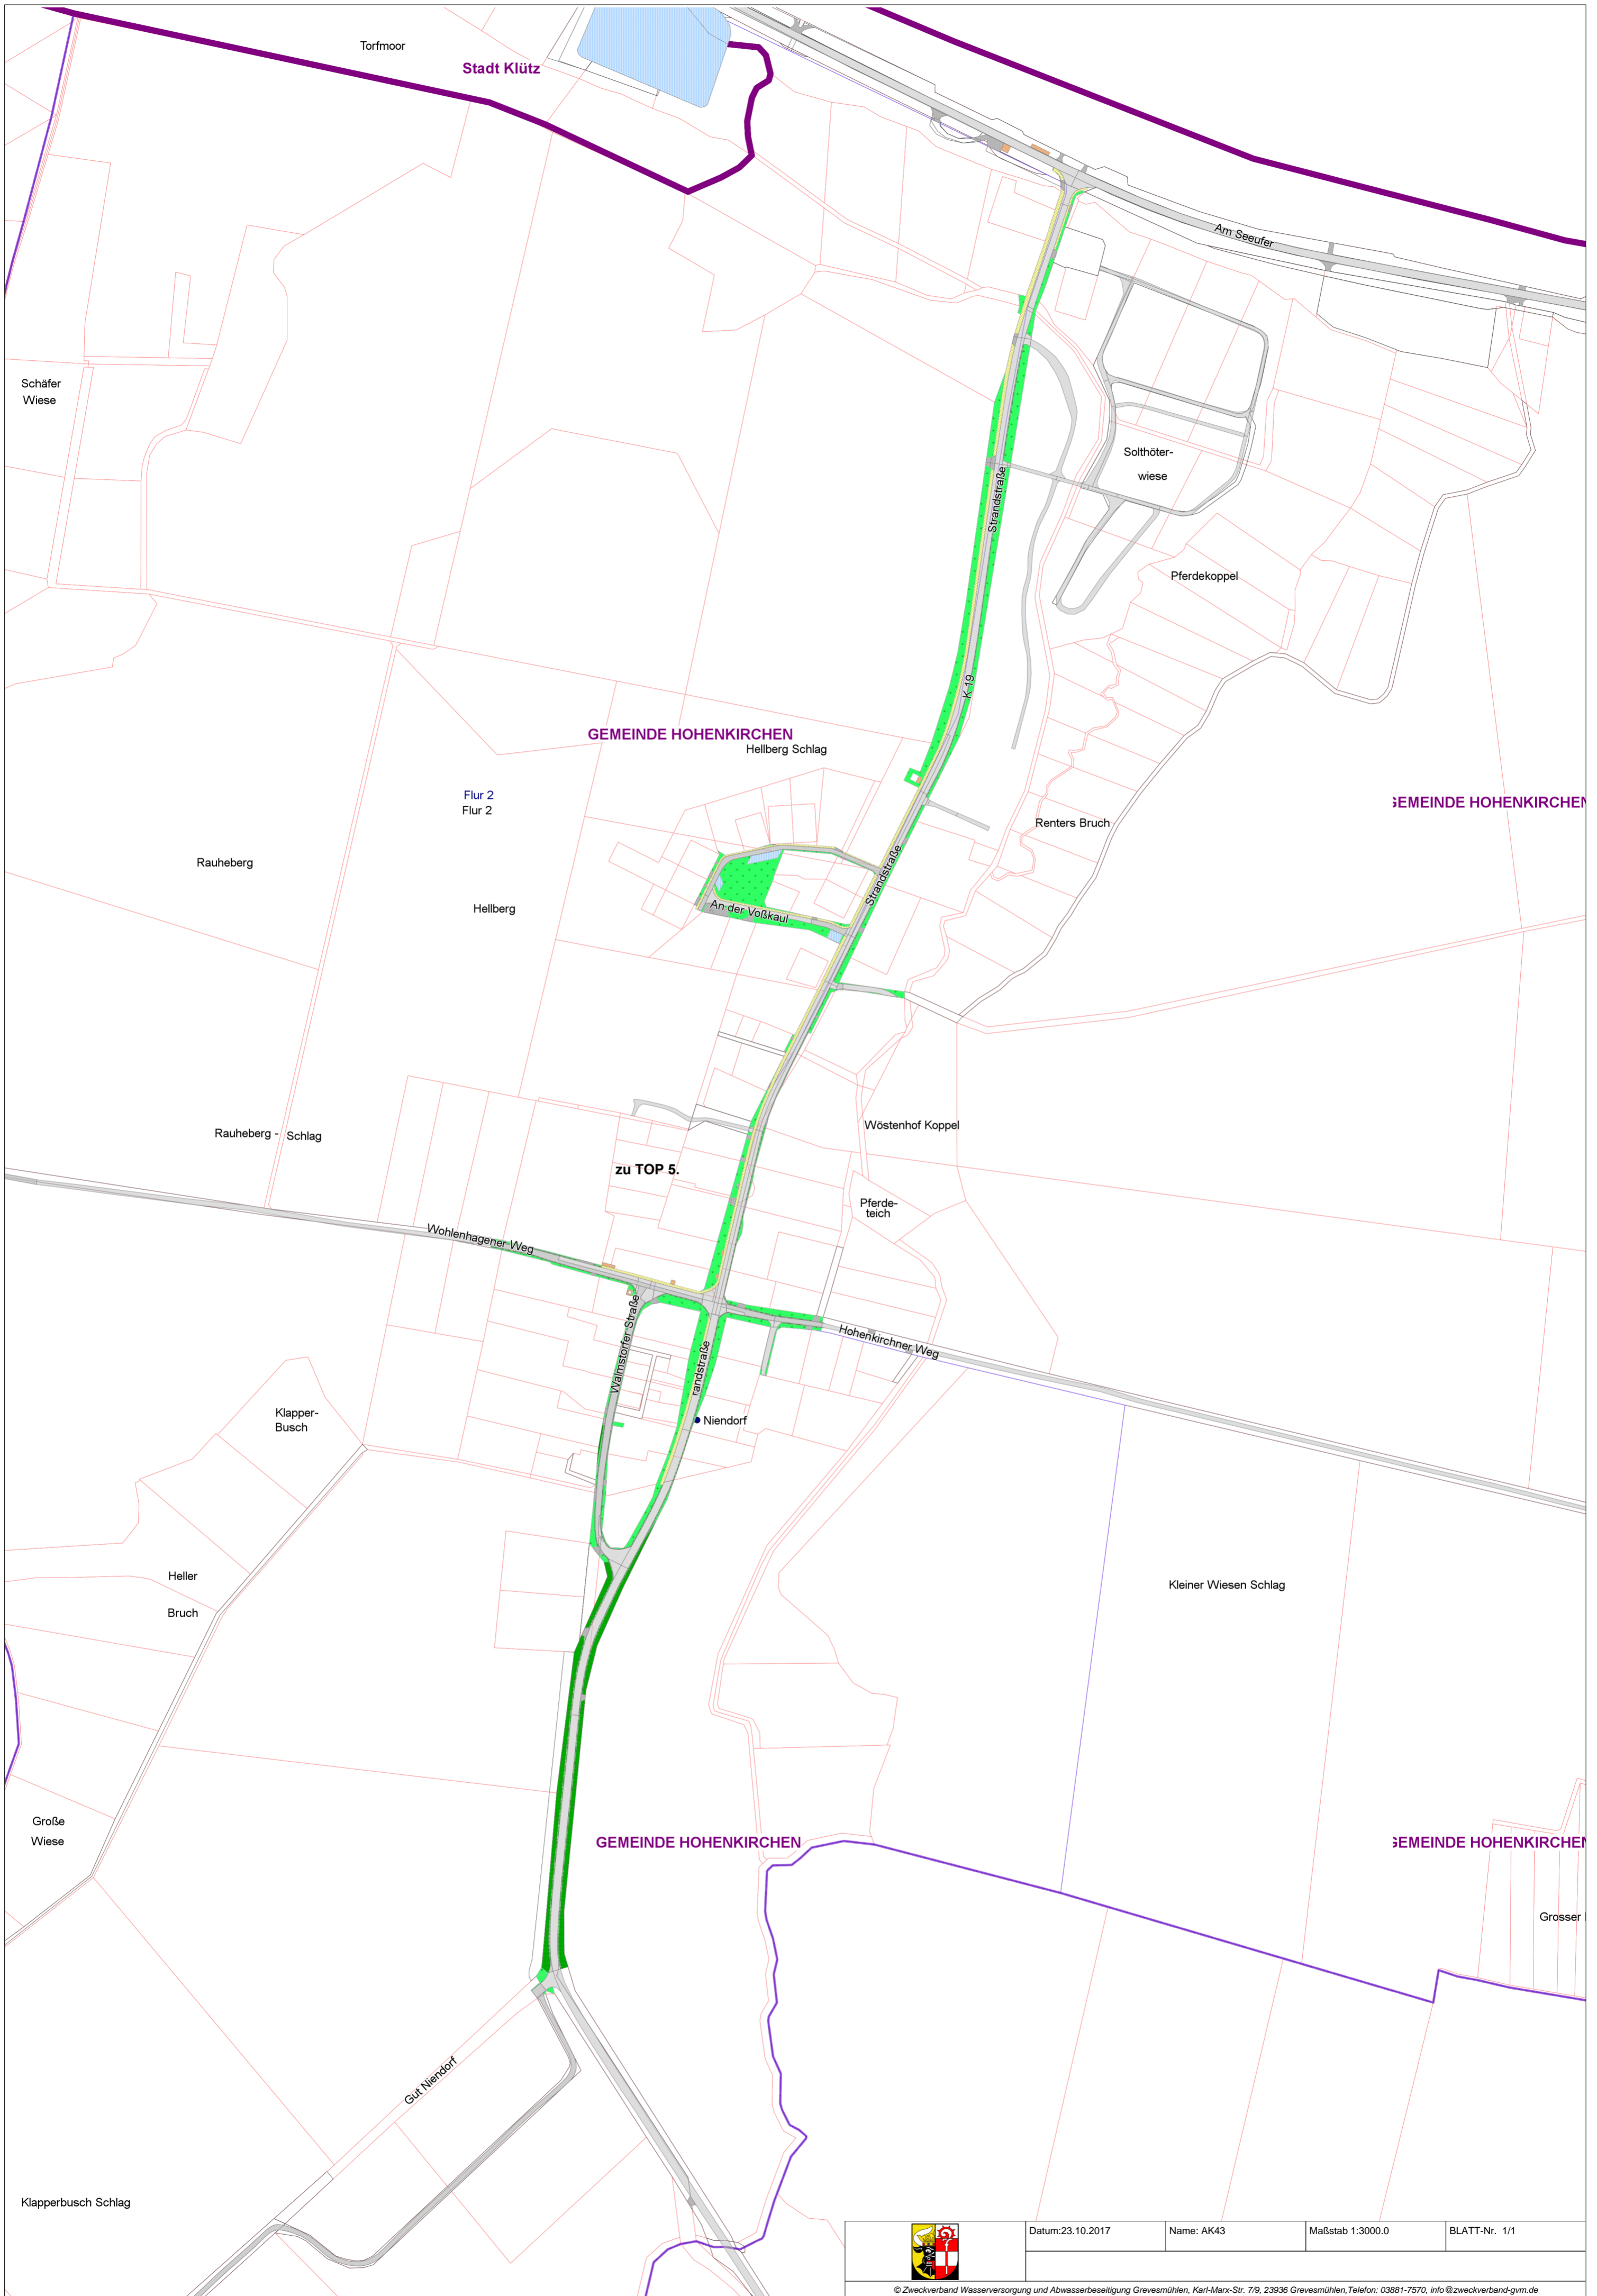 Torfmoor
Stadt Klütz
Am Seeufer
Schäfer
Wiese
Solthöter-
wiese
Strandstraße
Pferdekoppel
K 19
GEMEINDE HOHENKIRCHEN
Hellberg Schlag
Flur 2
Flur 2
GEMEINDE HOHENKIRCHEN
Renters Bruch
Rauheberg
Strandstraße
Hellberg
An der Voßkaul
Wöstenhof Koppel
Rauheberg - Schlag
zu TOP 5.
Pferde-
teich
Wohlenhagener Weg
Walmstorfer Straße
Hohenkirchner Weg
randstraße
Niendorf
Klapper-
Busch
Heller
Bruch
Kleiner Wiesen Schlag
Große
Wiese
GEMEINDE HOHENKIRCHEN
GEMEINDE HOHENKIRCHEN
Grosser
Gut Niendorf
Klapperbusch Schlag
Datum:23.10.2017
Name: AK43
Maßstab 1:3000.0
BLATT-Nr. 1/1
© Zweckverband Wasserversorgung und Abwasserbeseitigung Grevesmühlen, Karl-Marx-Str. 7/9, 23936 Grevesmühlen,Telefon: 03881-7570, info@zweckverband-gvm.de